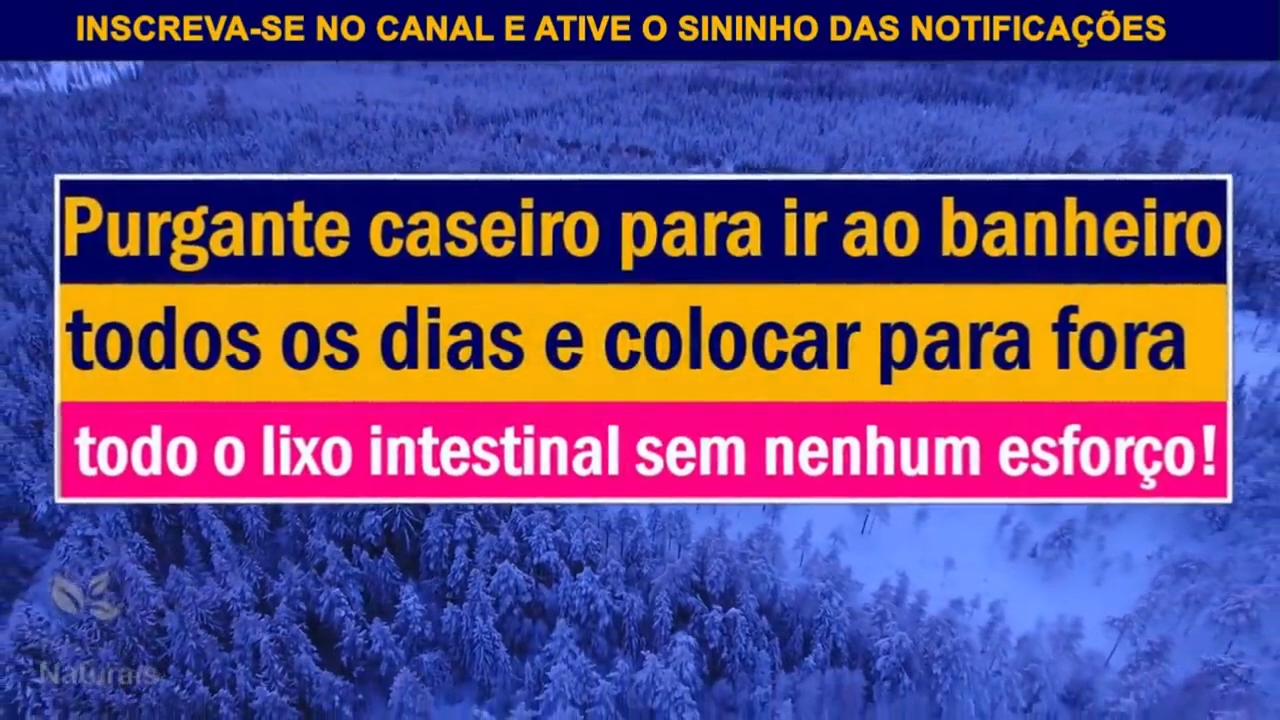 INSCREVA-SE NO CANAL E ATIVE O SININHO DAS NOTIFICAÇÕES
Purgante caseiro para ir ao banheiro
todos os dias e colocar para fora
todo o lixo intestinal sem nenhum esforço!
Naturais